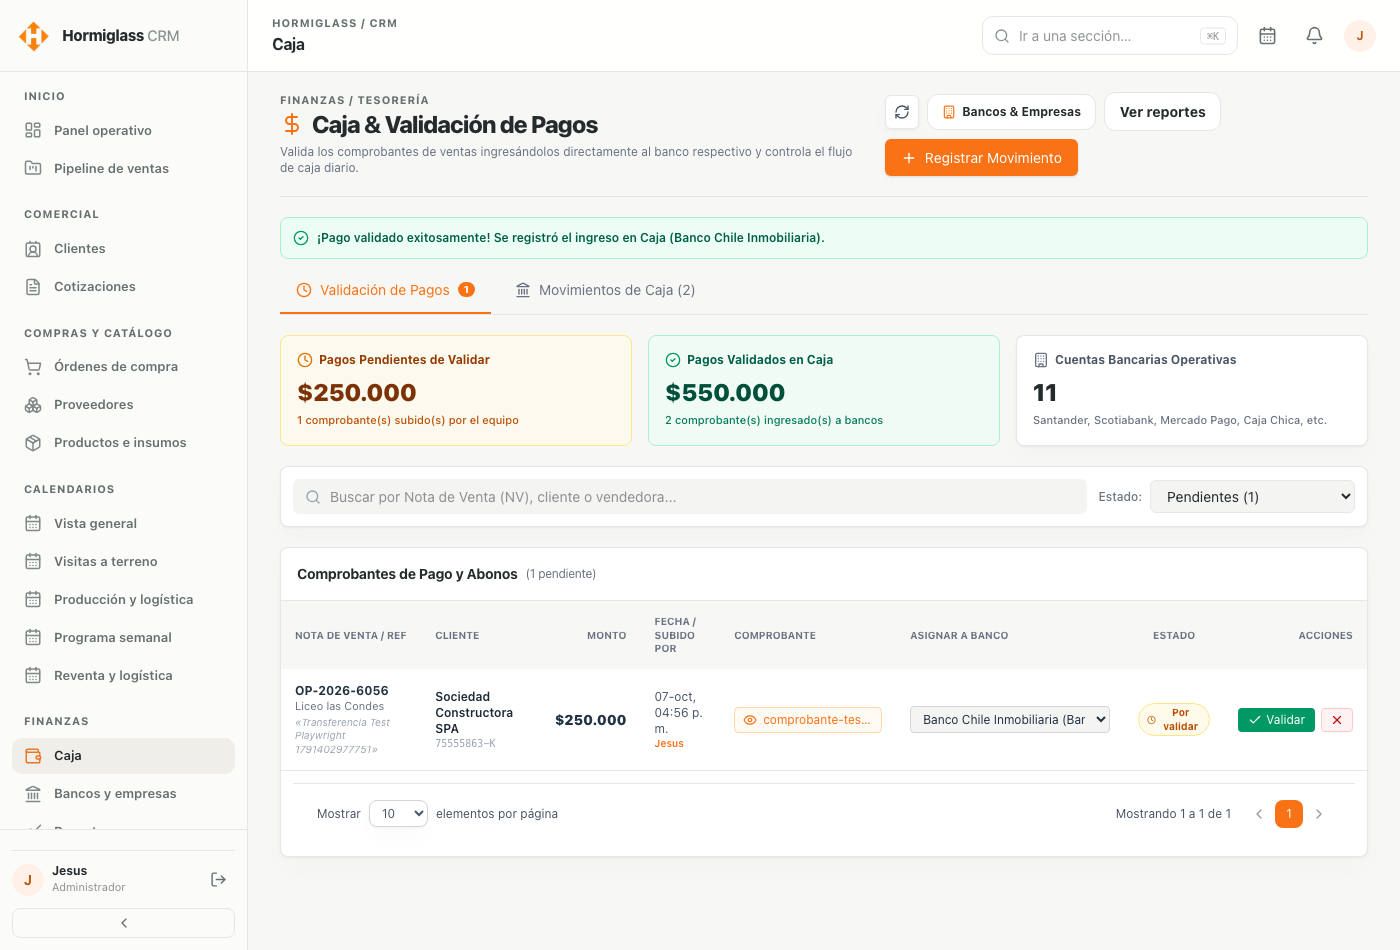 Hormiglass CRM
HORMIGLASS / CRM
Caja
Ir a una sección...
⌘K
J
INICIO
Panel operativo
Pipeline de ventas
COMERCIAL
Clientes
Cotizaciones
COMPRAS Y CATÁLOGO
Órdenes de compra
Proveedores
Productos e insumos
CALENDARIOS
Vista general
Visitas a terreno
Producción y logística
Programa semanal
Reventa y logística
FINANZAS
Caja
Bancos y empresas
J
Jesus
Administrador
FINANZAS / TESORERÍA
Caja & Validación de Pagos
Valida los comprobantes de ventas ingresándolos directamente al banco respectivo y controla el flujo
de caja diario.
Bancos & Empresas
Ver reportes
Registrar Movimiento
¡Pago validado exitosamente! Se registró el ingreso en Caja (Banco Chile Inmobiliaria).
Validación de Pagos 1
Movimientos de Caja (2)
Pagos Pendientes de Validar
$250.000
1 comprobante(s) subido(s) por el equipo
Pagos Validados en Caja
$550.000
2 comprobante(s) ingresado(s) a bancos
Cuentas Bancarias Operativas
11
Santander, Scotiabank, Mercado Pago, Caja Chica, etc.
Buscar por Nota de Venta (NV), cliente o vendedora...
Estado:
Pendientes (1)
Comprobantes de Pago y Abonos (1 pendiente)
NOTA DE VENTA / REF
CLIENTE
MONTO
FECHA /
SUBIDO
POR
COMPROBANTE
ASIGNAR A BANCO
ESTADO
ACCIONES
OP-2026-6056
Liceo las Condes
«Transferencia Test
Playwright
1791402977751»
Sociedad
Constructora
SPA
75555863-K
$250.000
07-oct,
04:56 p.
m.
Jesus
comprobante-tes...
Banco Chile Inmobiliaria (Bar
Por
validar
Validar
Mostrar
10
elementos por página
Mostrando 1 a 1 de 1
1